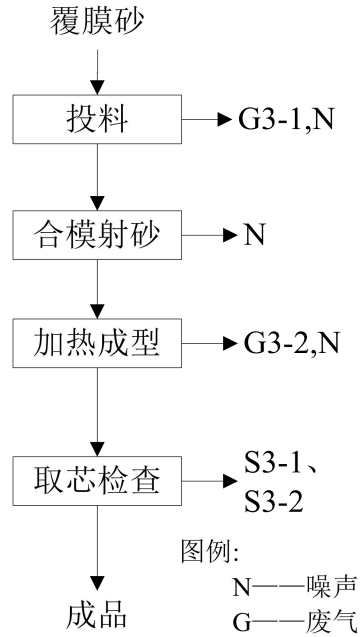 覆膜砂
投料
G3-1,N
合模射砂
N
加热成型
G3-2,N
取芯检查
S3-1、
S3-2
成品
图例:
N——噪声
G——废气